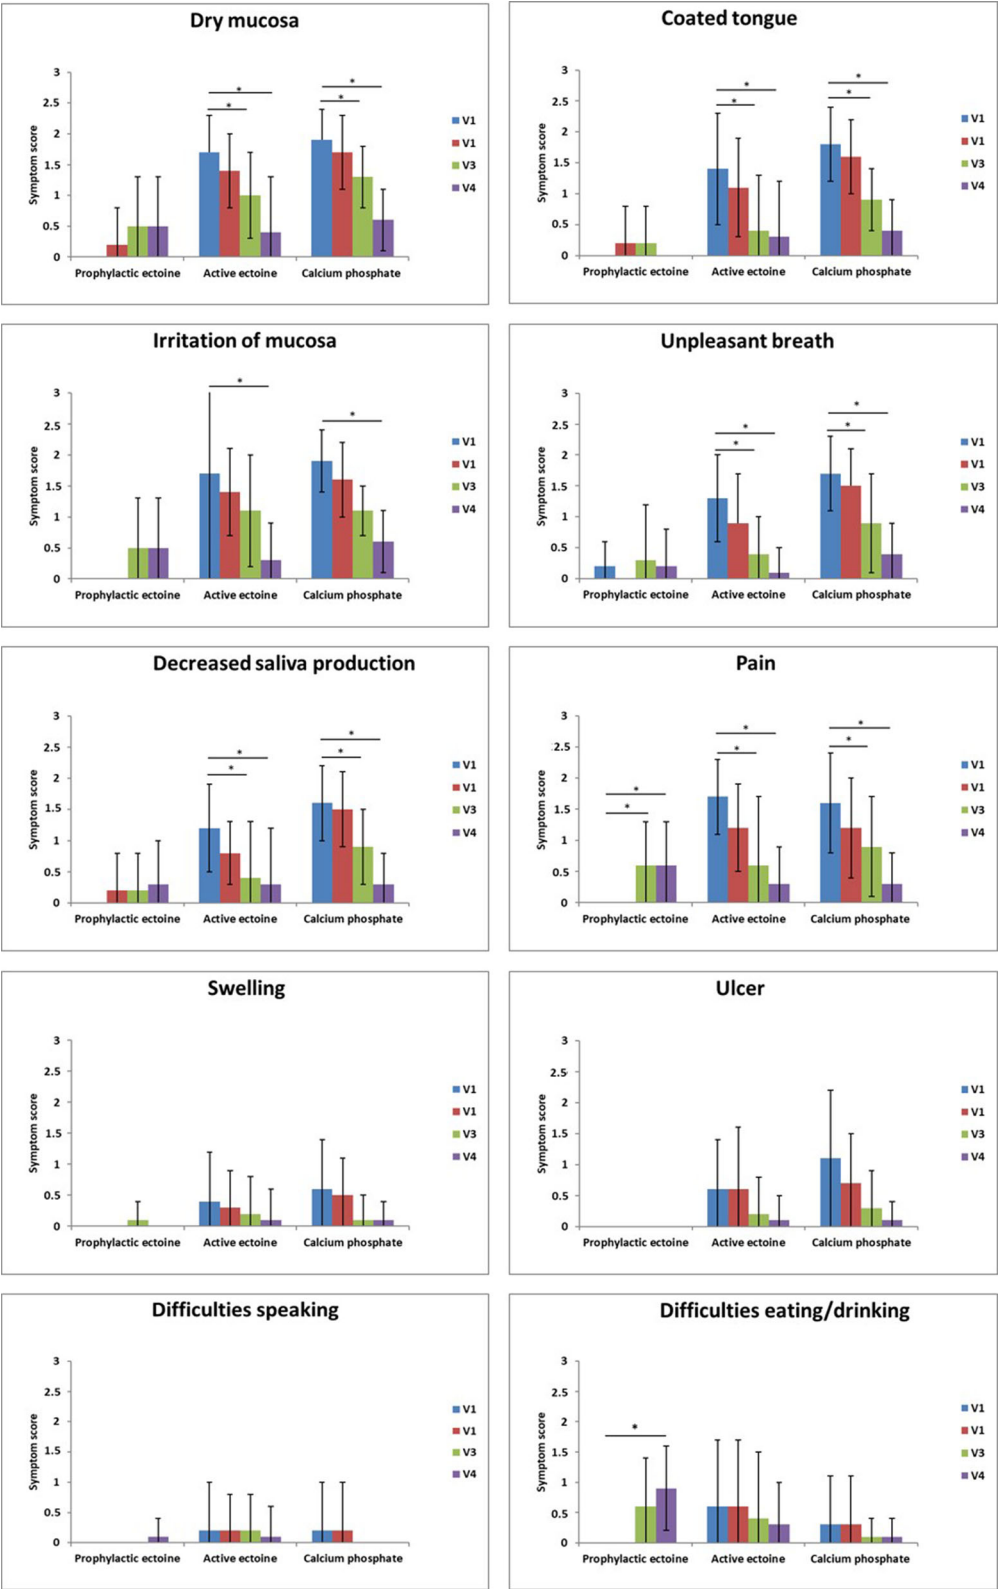 Dry mucosa
3
2.5
2
1.5
1
0.5
0
Symptom score
*
*
*
*
Prophylactic ectoine Active ectoine Calcium phosphate
V1
V1
V3
V4
Coated tongue
3
2.5
2
1.5
1
0.5
0
Symptom score
*
*
*
*
Prophylactic ectoine Active ectoine Calcium phosphate
V1
V1
V3
V4
Irritation of mucosa
3
2.5
2
1.5
1
0.5
0
Symptom score
*
*
Prophylactic ectoine Active ectoine Calcium phosphate
V1
V1
V3
V4
Unpleasant breath
3
2.5
2
1.5
1
0.5
0
Symptom score
*
*
*
*
Prophylactic ectoine Active ectoine Calcium phosphate
V1
V1
V3
V4
Decreased saliva production
3
2.5
2
1.5
1
0.5
0
Symptom score
*
*
*
*
Prophylactic ectoine Active ectoine Calcium phosphate
V1
V1
V3
V4
Pain
3
2.5
2
1.5
1
0.5
0
Symptom score
*
*
*
*
*
*
Prophylactic ectoine Active ectoine Calcium phosphate
V1
V1
V3
V4
Swelling
3
2.5
2
1.5
1
0.5
0
Symptom score
Prophylactic ectoine Active ectoine Calcium phosphate
V1
V1
V3
V4
Ulcer
3
2.5
2
1.5
1
0.5
0
Symptom score
Prophylactic ectoine Active ectoine Calcium phosphate
V1
V1
V3
V4
Difficulties speaking
3
2.5
2
1.5
1
0.5
0
Symptom score
Prophylactic ectoine Active ectoine Calcium phosphate
V1
V1
V3
V4
Difficulties eating/drinking
3
2.5
2
1.5
1
0.5
0
Symptom score
*
Prophylactic ectoine Active ectoine Calcium phosphate
V1
V1
V3
V4